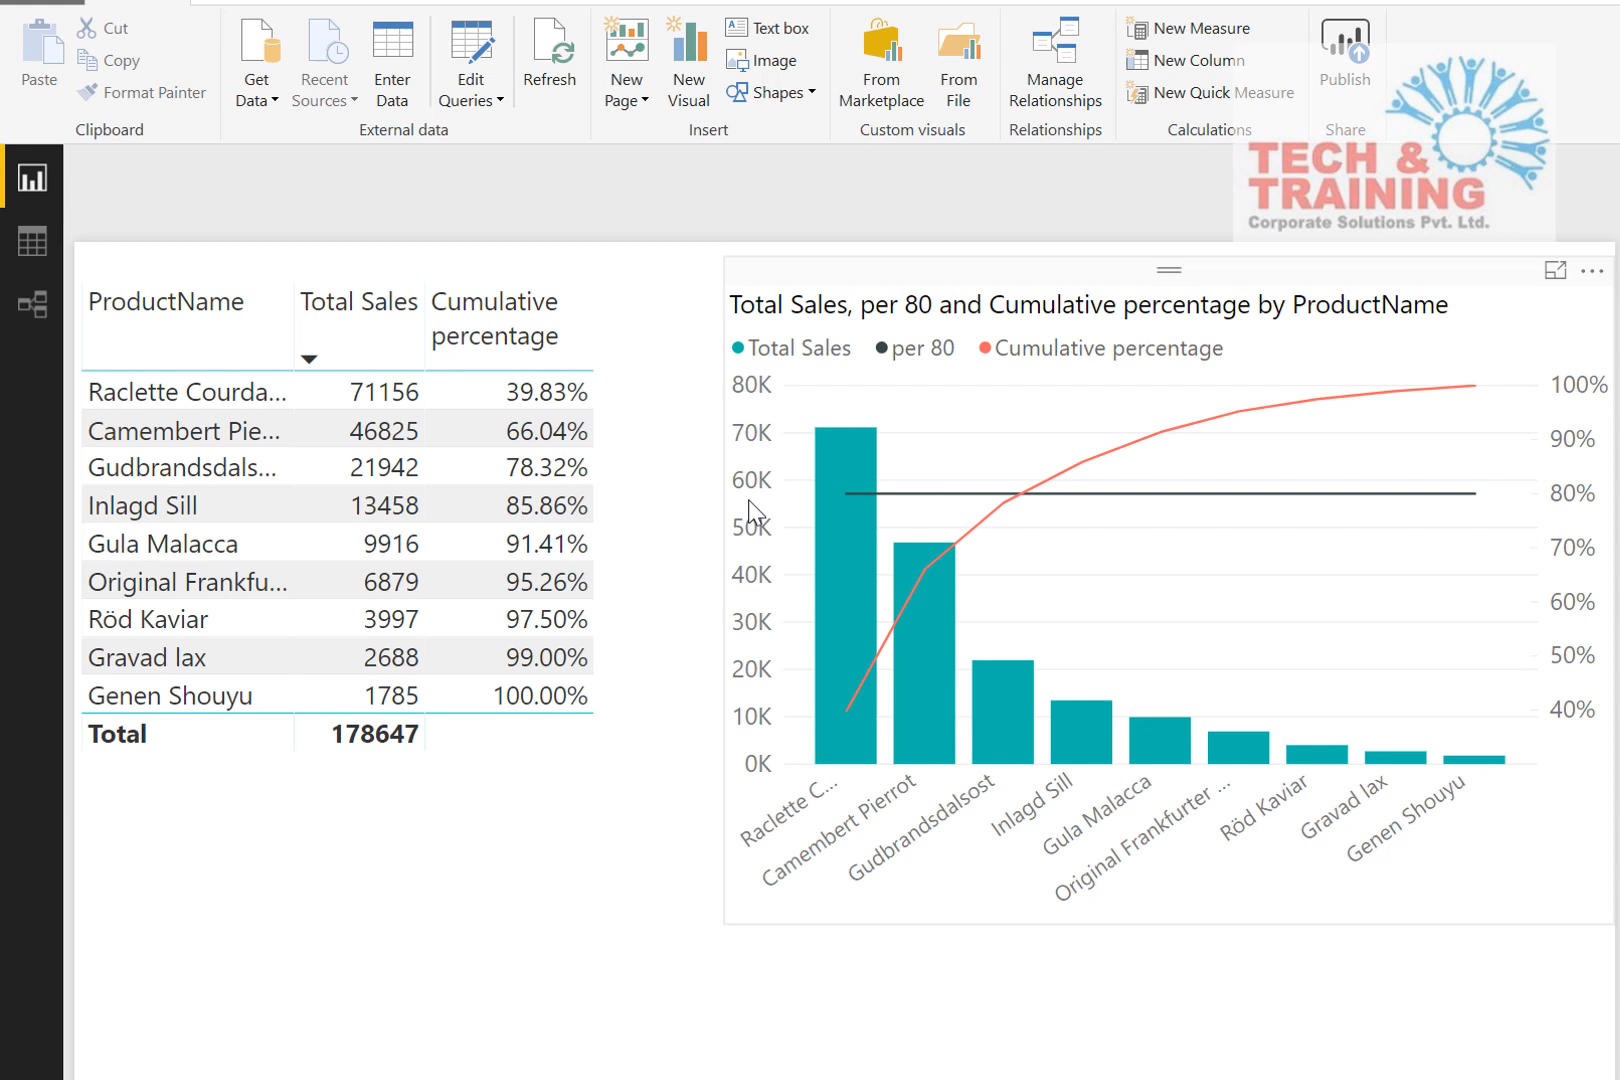 Cut
Copy
Format Painter
Paste
Clipboard
Get Data
Recent Sources
Enter Data
Edit Queries
Refresh
External data
New Page
New Visual
Text box
Image
Shapes
Insert
From Marketplace
From File
Custom visuals
Manage Relationships
Relationships
New Measure
New Column
New Quick Measure
Calculations
Publish
Share
TECH &
TRAINING
Corporate Solutions Pvt. Ltd.
ProductName Total Sales Cumulative percentage
Raclette Courda... 71156 39.83%
Camembert Pie... 46825 66.04%
Gudbrandsdals... 21942 78.32%
Inlagd Sill 13458 85.86%
Gula Malacca 9916 91.41%
Original Frankfu... 6879 95.26%
Röd Kaviar 3997 97.50%
Gravad lax 2688 99.00%
Genen Shouyu 1785 100.00%
Total 178647
Total Sales, per 80 and Cumulative percentage by ProductName
Total Sales per 80 Cumulative percentage
80K
70K
60K
50K
40K
30K
20K
10K
0K
100%
90%
80%
70%
60%
50%
40%
Raclette C...
Camembert Pierrot
Gudbrandsdalsost
Inlagd Sill
Gula Malacca
Original Frankfurter ...
Röd Kaviar
Gravad lax
Genen Shouyu